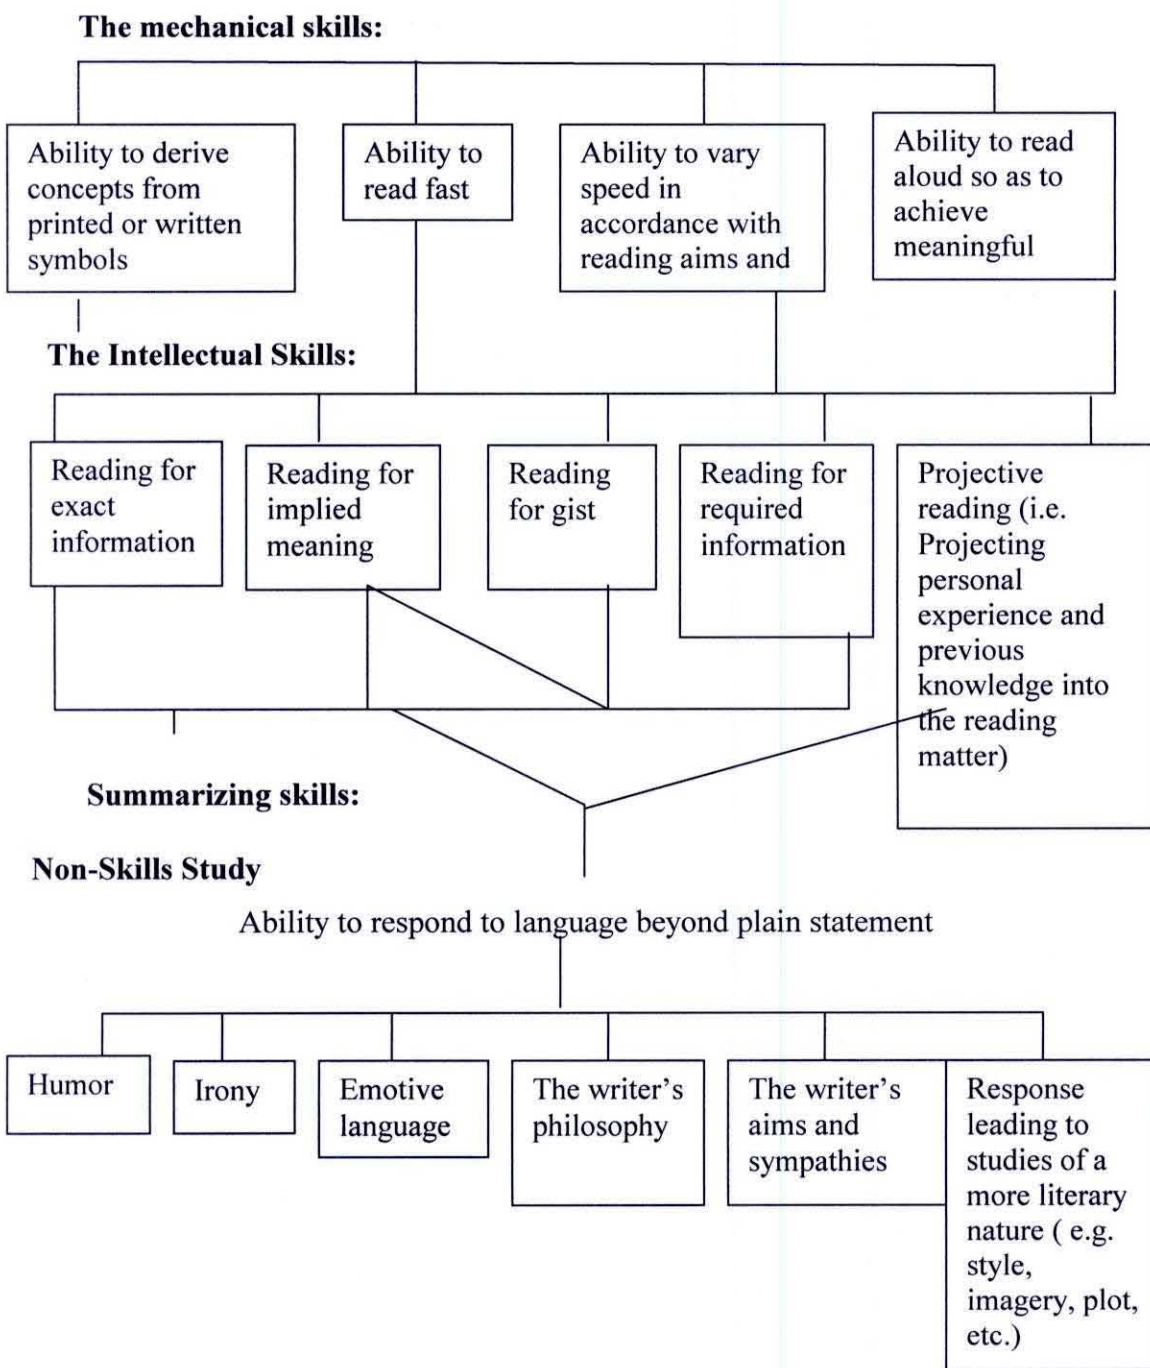 The mechanical skills:
Ability to derive
concepts from
printed or written
symbols
Ability to
read fast
Ability to vary
speed in
accordance with
reading aims and
Ability to read
aloud so as to
achieve
meaningful
The Intellectual Skills:
Reading for
exact
information
Reading for
implied
meaning
Reading
for gist
Reading for
required
information
Projective
reading (i.e.
Projecting
personal
experience and
previous
knowledge into
the reading
matter)
Summarizing skills:
Non-Skills Study
Ability to respond to language beyond plain statement
Humor
Irony
Emotive
language
The writer's
philosophy
The writer's
aims and
sympathies
Response
leading to
studies of a
more literary
nature ( e.g.
style,
imagery, plot,
etc.)